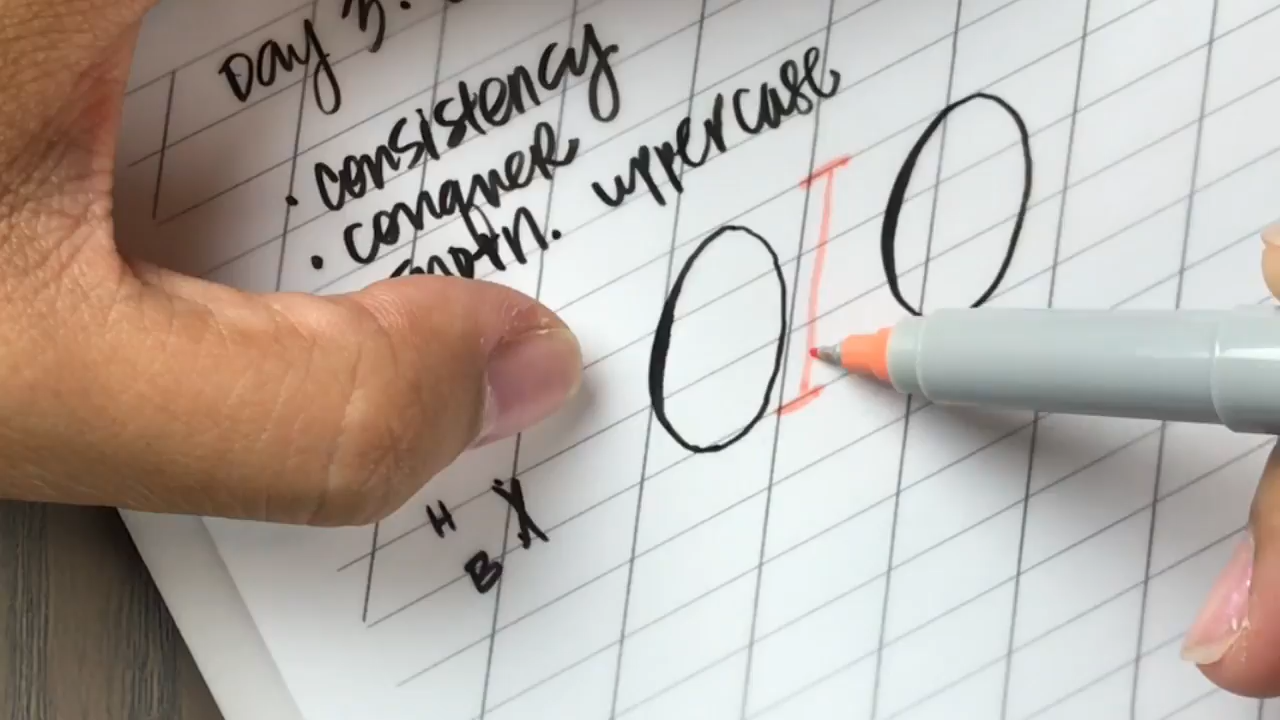 Day 3:
. consistency
. conquer
uppercase
O I O
H X
B